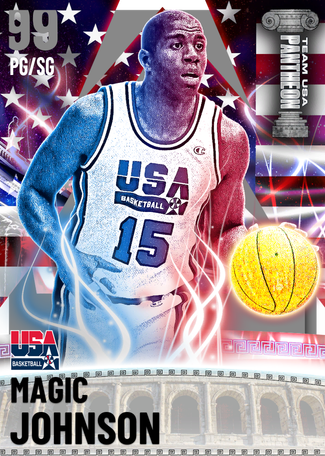 99
PG/SG
TEAM USA
PANTHEON
USA
BASKETBALL
15
USA
BASKETBALL
MAGIC
JOHNSON